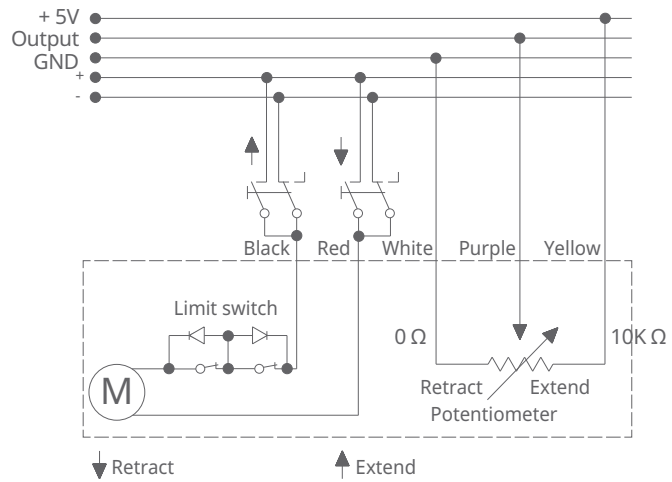 + 5V
Output
GND
+
-
Black Red White Purple Yellow
Limit switch
0 Ω 10K Ω
M
Retract Extend
Potentiometer
Retract Extend